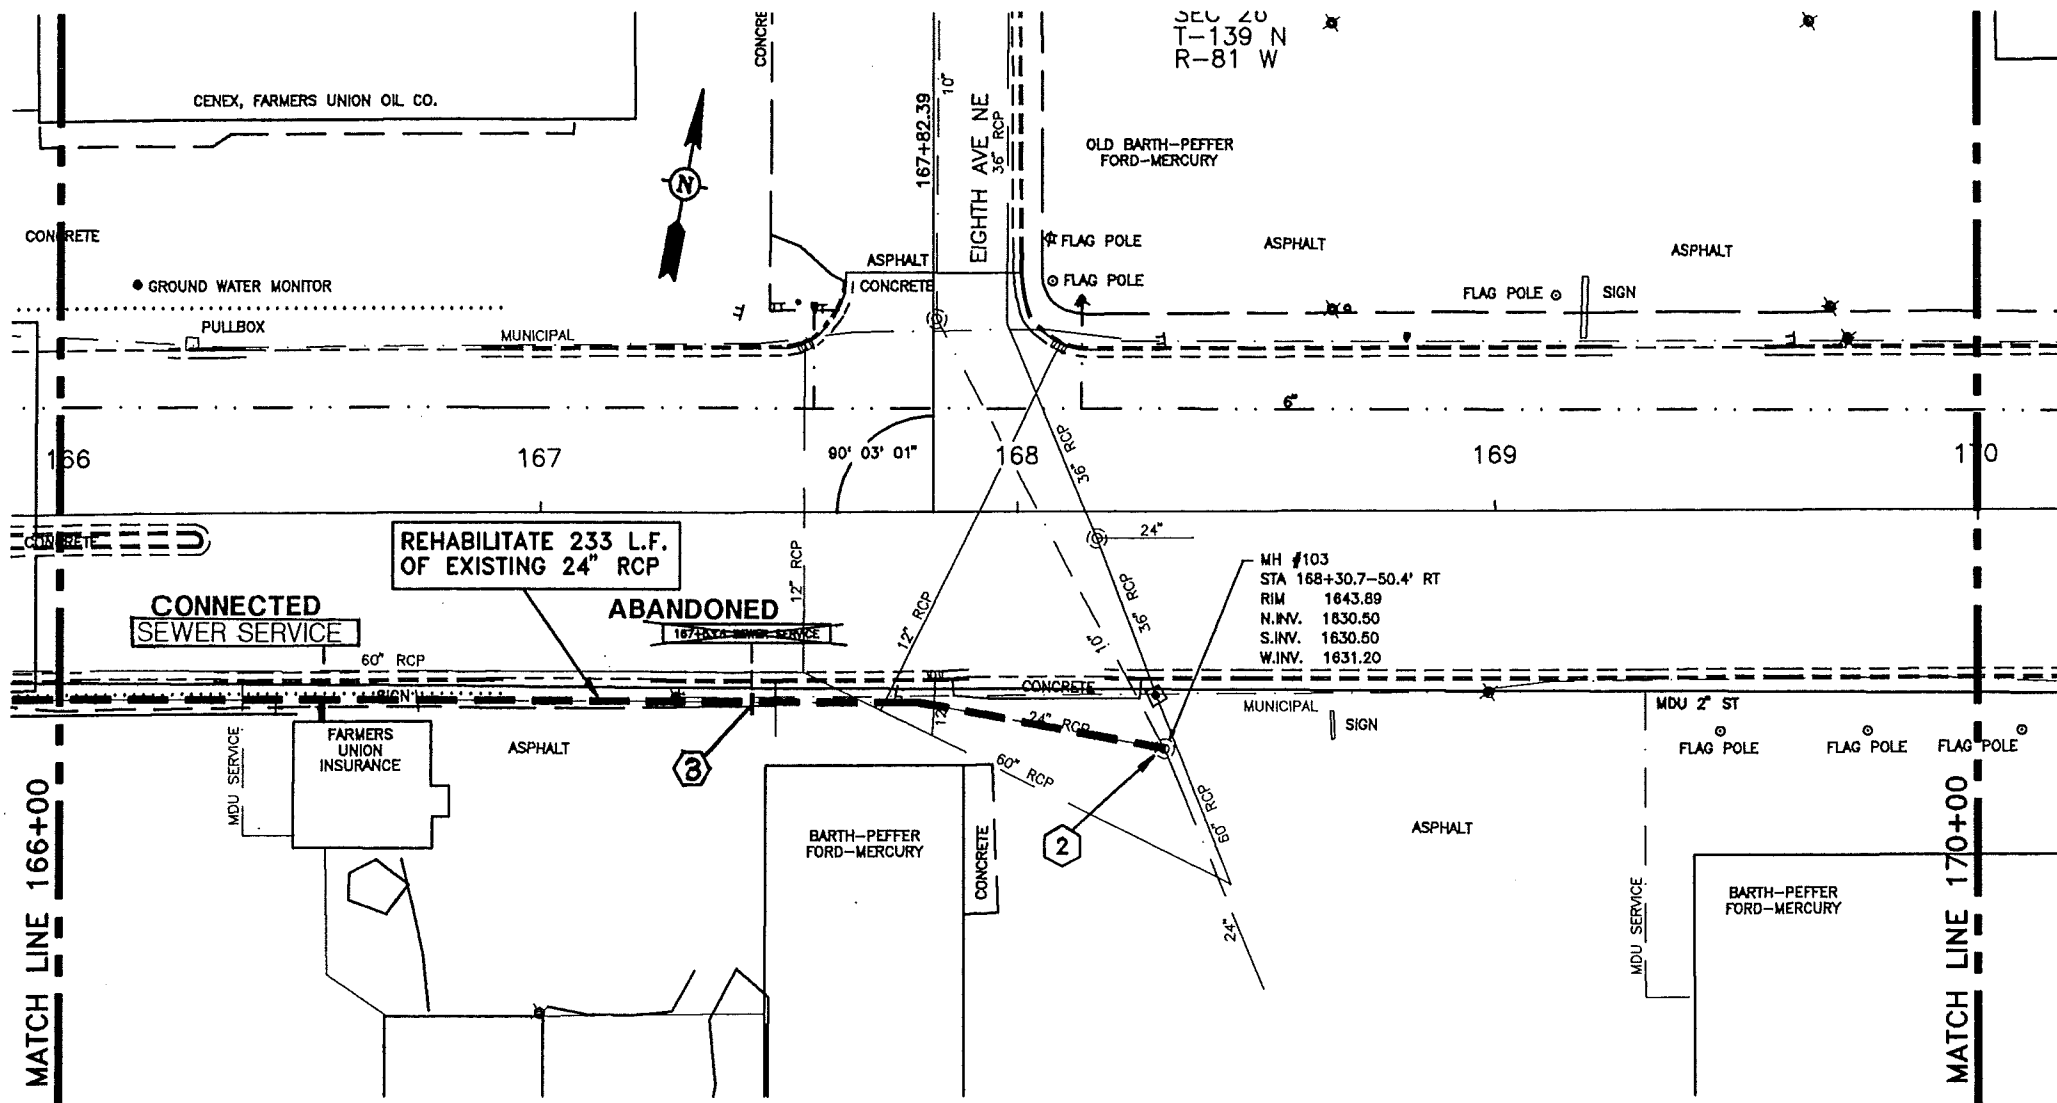 SEC 26
T-139 N
R-81 W
CONCRETE
CENEX, FARMERS UNION OIL CO.
167+82.39
10"
EIGHTH AVE NE
36" RCP
OLD BARTH-PEFFER
FORD-MERCURY
N
CONCRETE
FLAG POLE
ASPHALT
ASPHALT
ASPHALT
CONCRETE
FLAG POLE
GROUND WATER MONITOR
FLAG POLE
SIGN
PULLBOX
MUNICIPAL
6"
166
167
90° 03' 01"
168
36" RCP
169
170
CONCRETE
REHABILITATE 233 L.F.
OF EXISTING 24" RCP
12" RCP
24"
MH #103
STA 168+30.7-50.4' RT
RIM 1643.89
N.INV. 1630.50
S.INV. 1630.50
W.INV. 1631.20
CONNECTED
SEWER SERVICE
ABANDONED
SEWER SERVICE
12" RCP
36" RCP
10"
60" RCP
SIGN
CONCRETE
MUNICIPAL
MDU 2" ST
12"
24" RCP
SIGN
FARMERS
UNION
INSURANCE
ASPHALT
FLAG POLE
FLAG POLE
FLAG POLE
MDU SERVICE
3
60" RCP
60" RCP
2
BARTH-PEFFER
FORD-MERCURY
CONCRETE
ASPHALT
24"
MDU SERVICE
BARTH-PEFFER
FORD-MERCURY
MATCH LINE 166+00
MATCH LINE 170+00